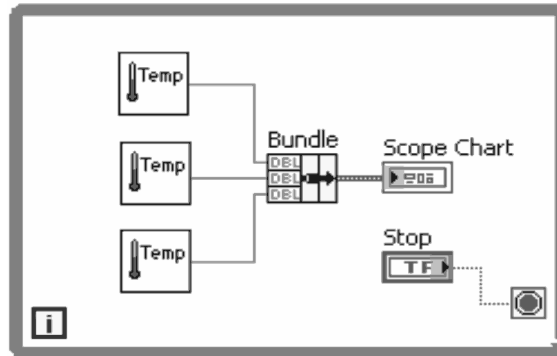 Temp
Bundle
DBL
Scope Chart
Temp
DBL
DBL
Stop
TF
Temp
i